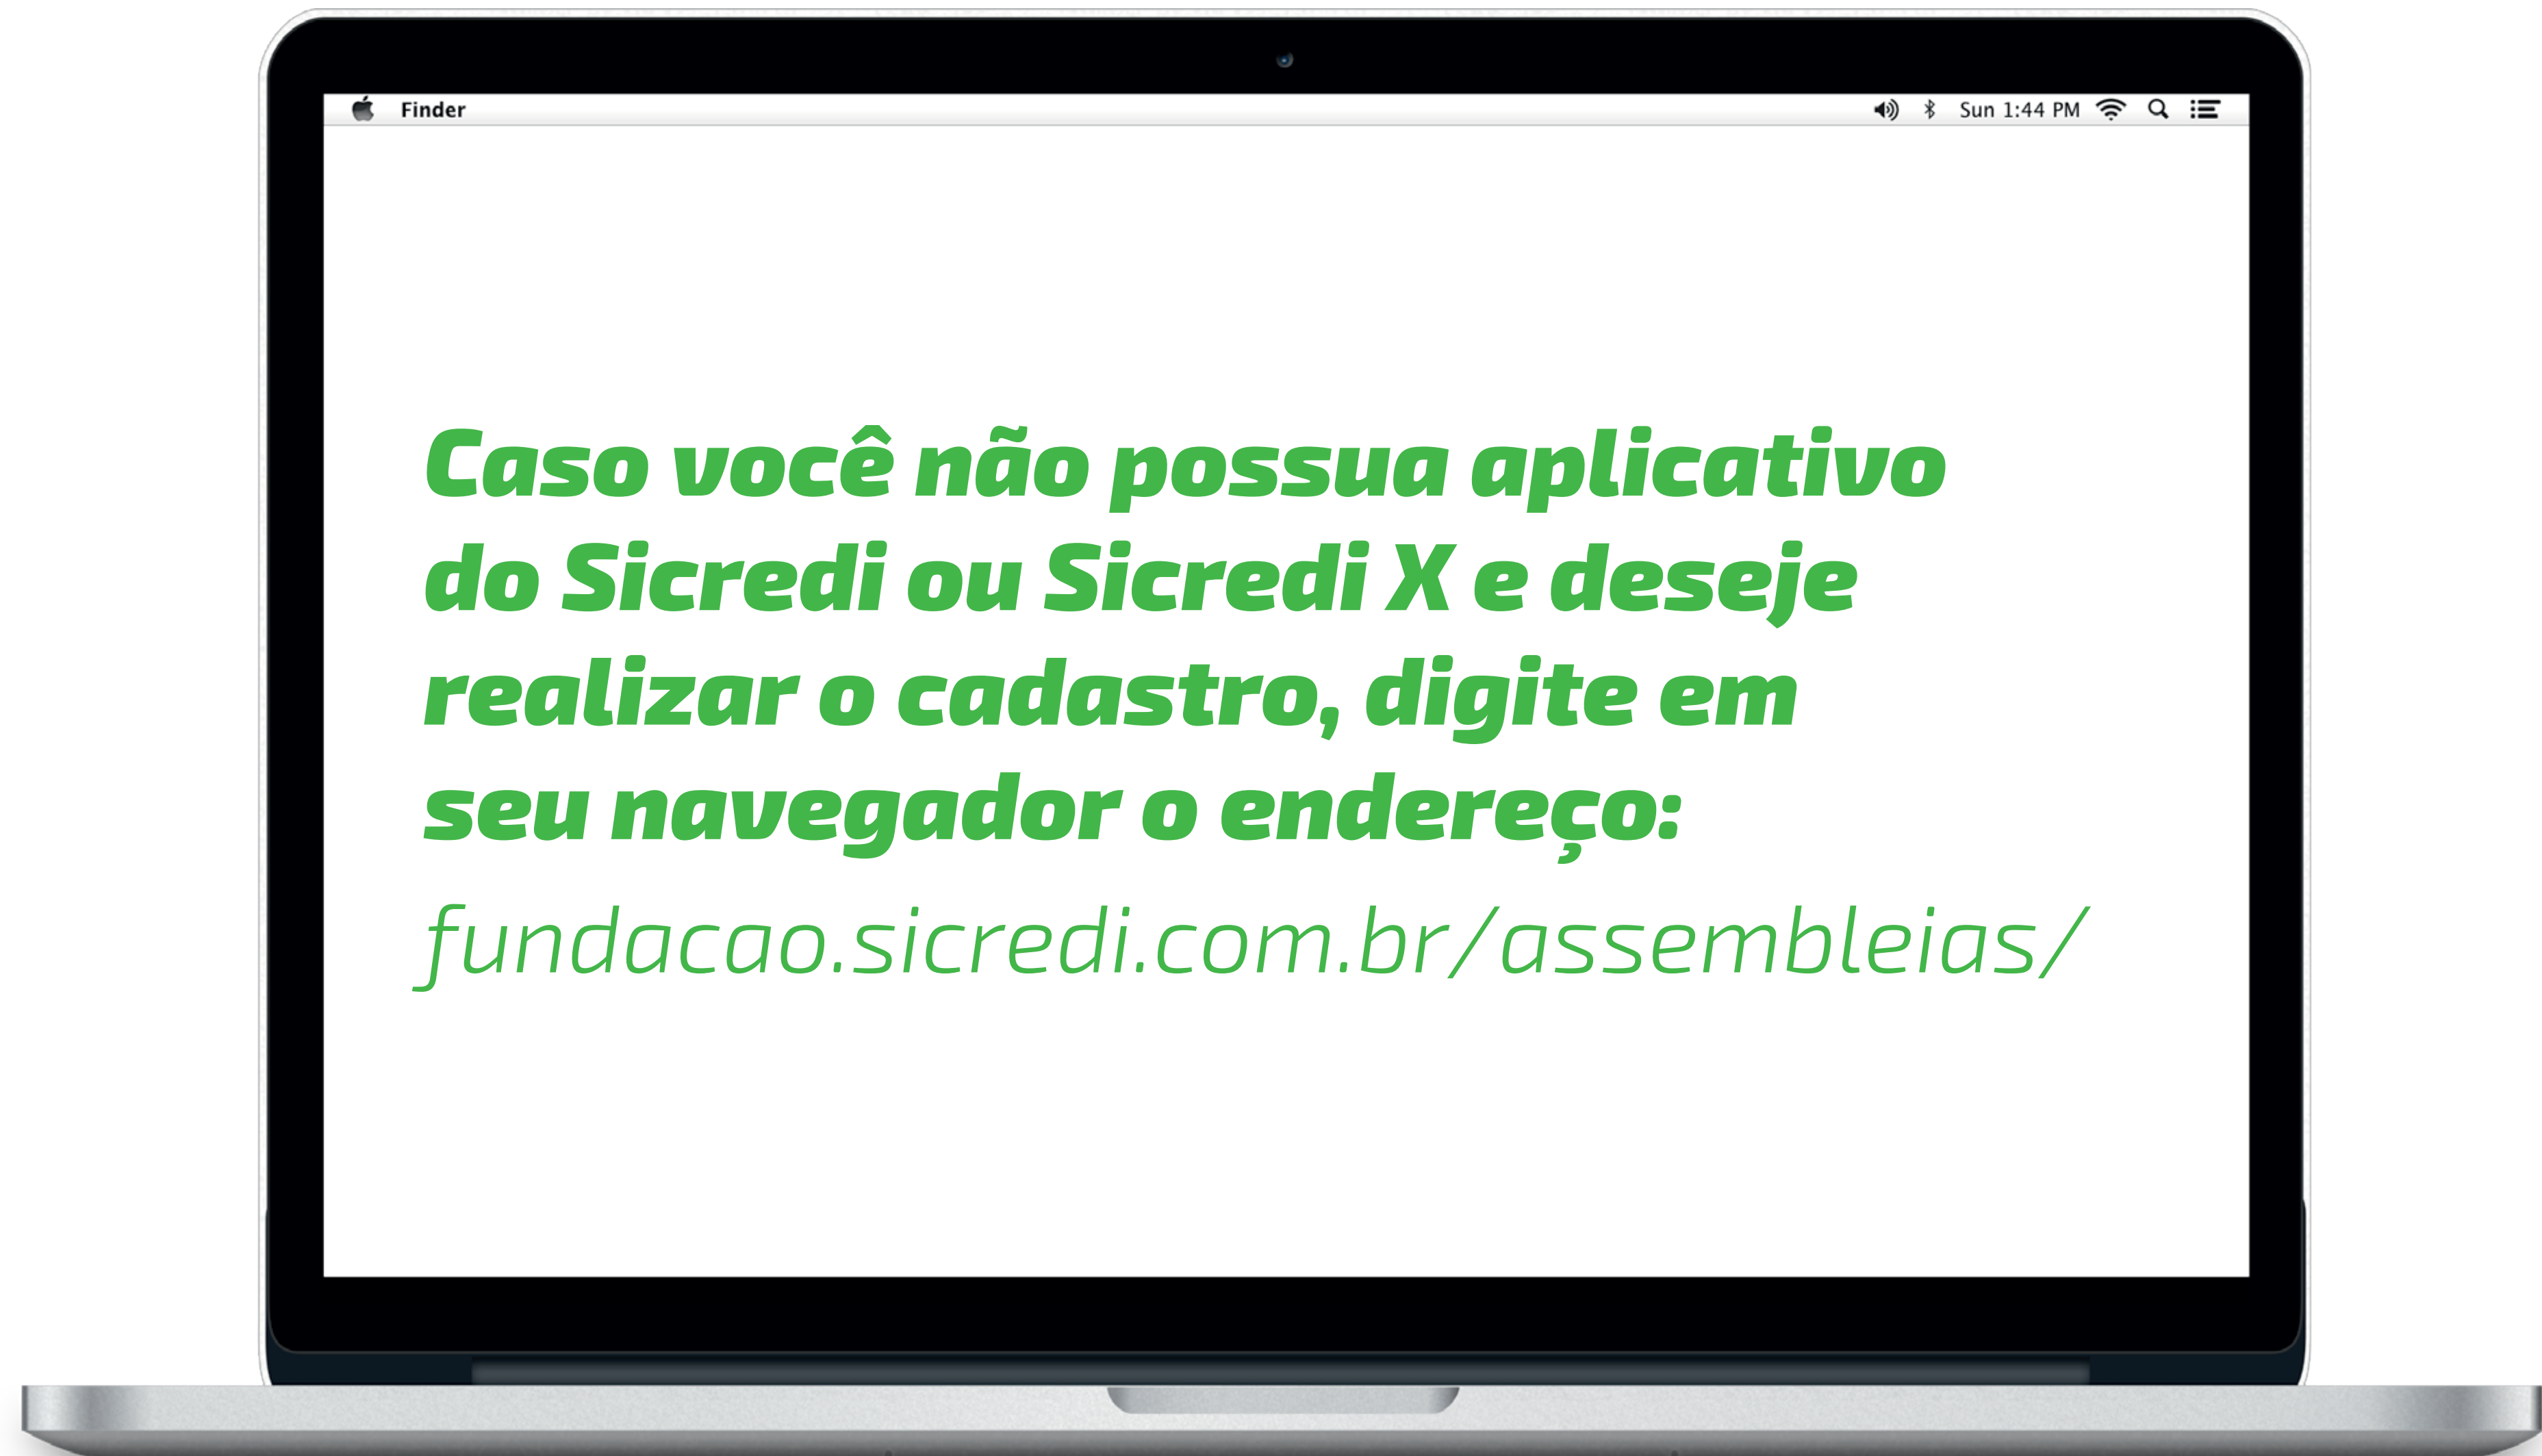 Finder
Sun 1:44 PM
Caso você não possua aplicativo
do Sicredi ou Sicredi X e deseje
realizar o cadastro, digite em
seu navegador o endereço:
fundacao.sicredi.com.br/assembleias/